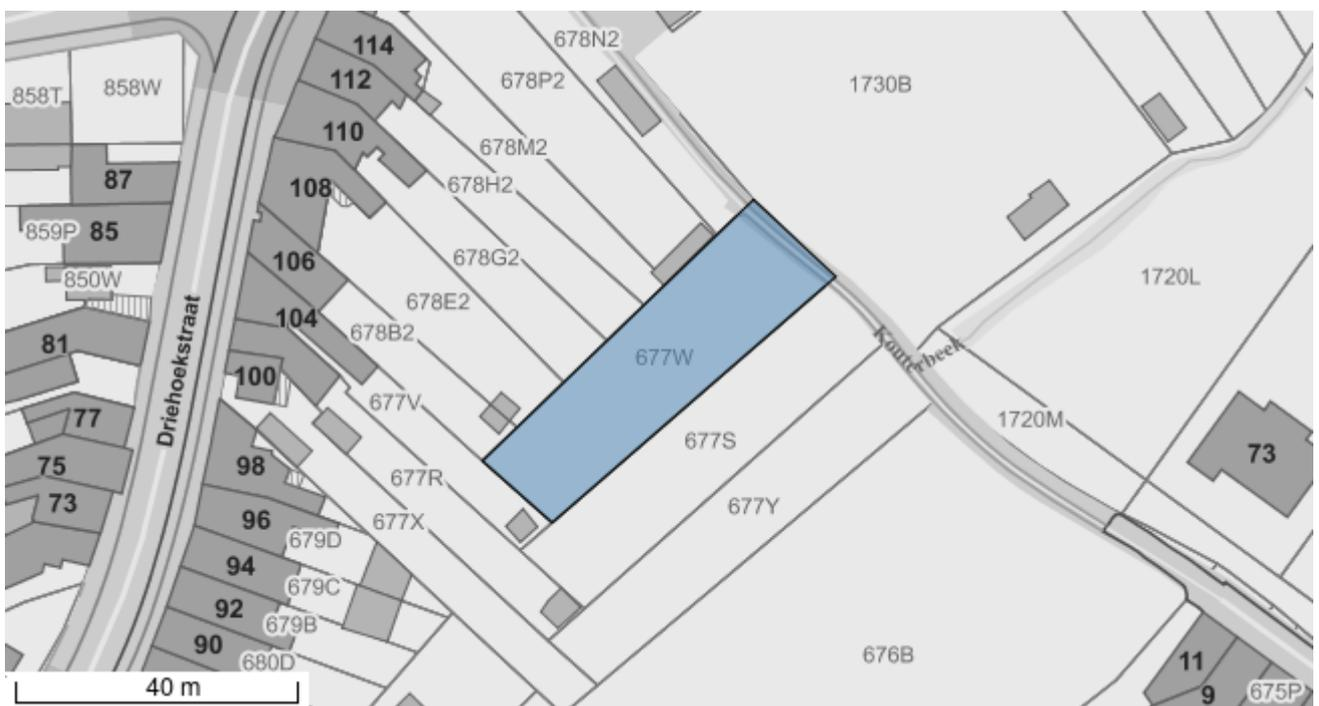 678N2
114
858W
112
678P2
1730B
858T
110
678M2
87
108
678H2
859P
85
106
678G2
1720L
850W
678E2
104
678B2
Driehoekstraat
81
677W
Kouterbeek
100
677V
77
677S
1720M
98
75
677R
73
73
677Y
96
677X
679D
94
679C
92
679B
90
680D
676B
11
9
675P
40 m